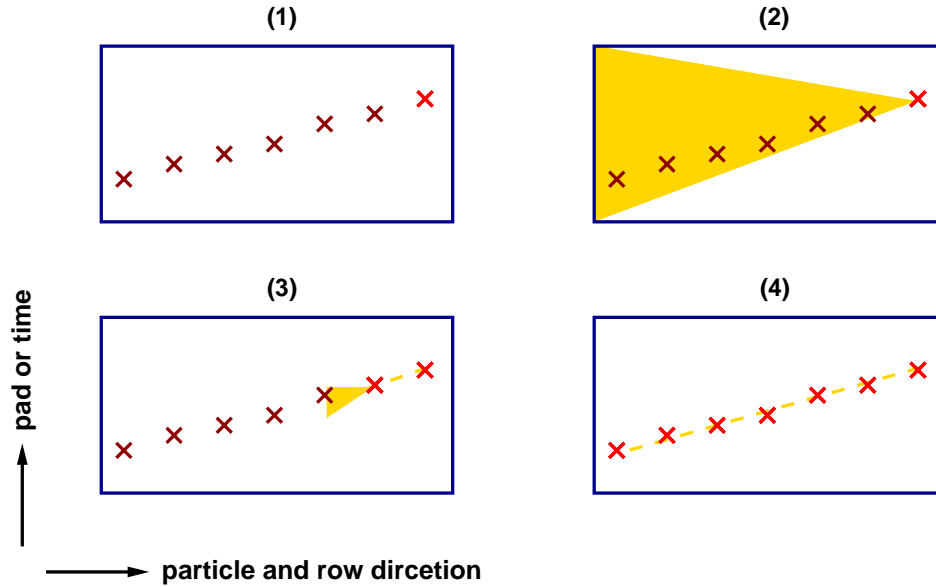 (1)
(2)
(3)
(4)
pad or time
particle and row dircetion